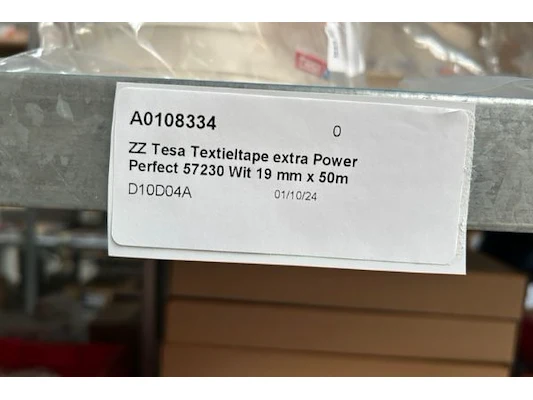 A0108334 0
ZZ Tesa Textieltape extra Power
Perfect 57230 Wit 19 mm x 50m
D10D04A 01/10/24